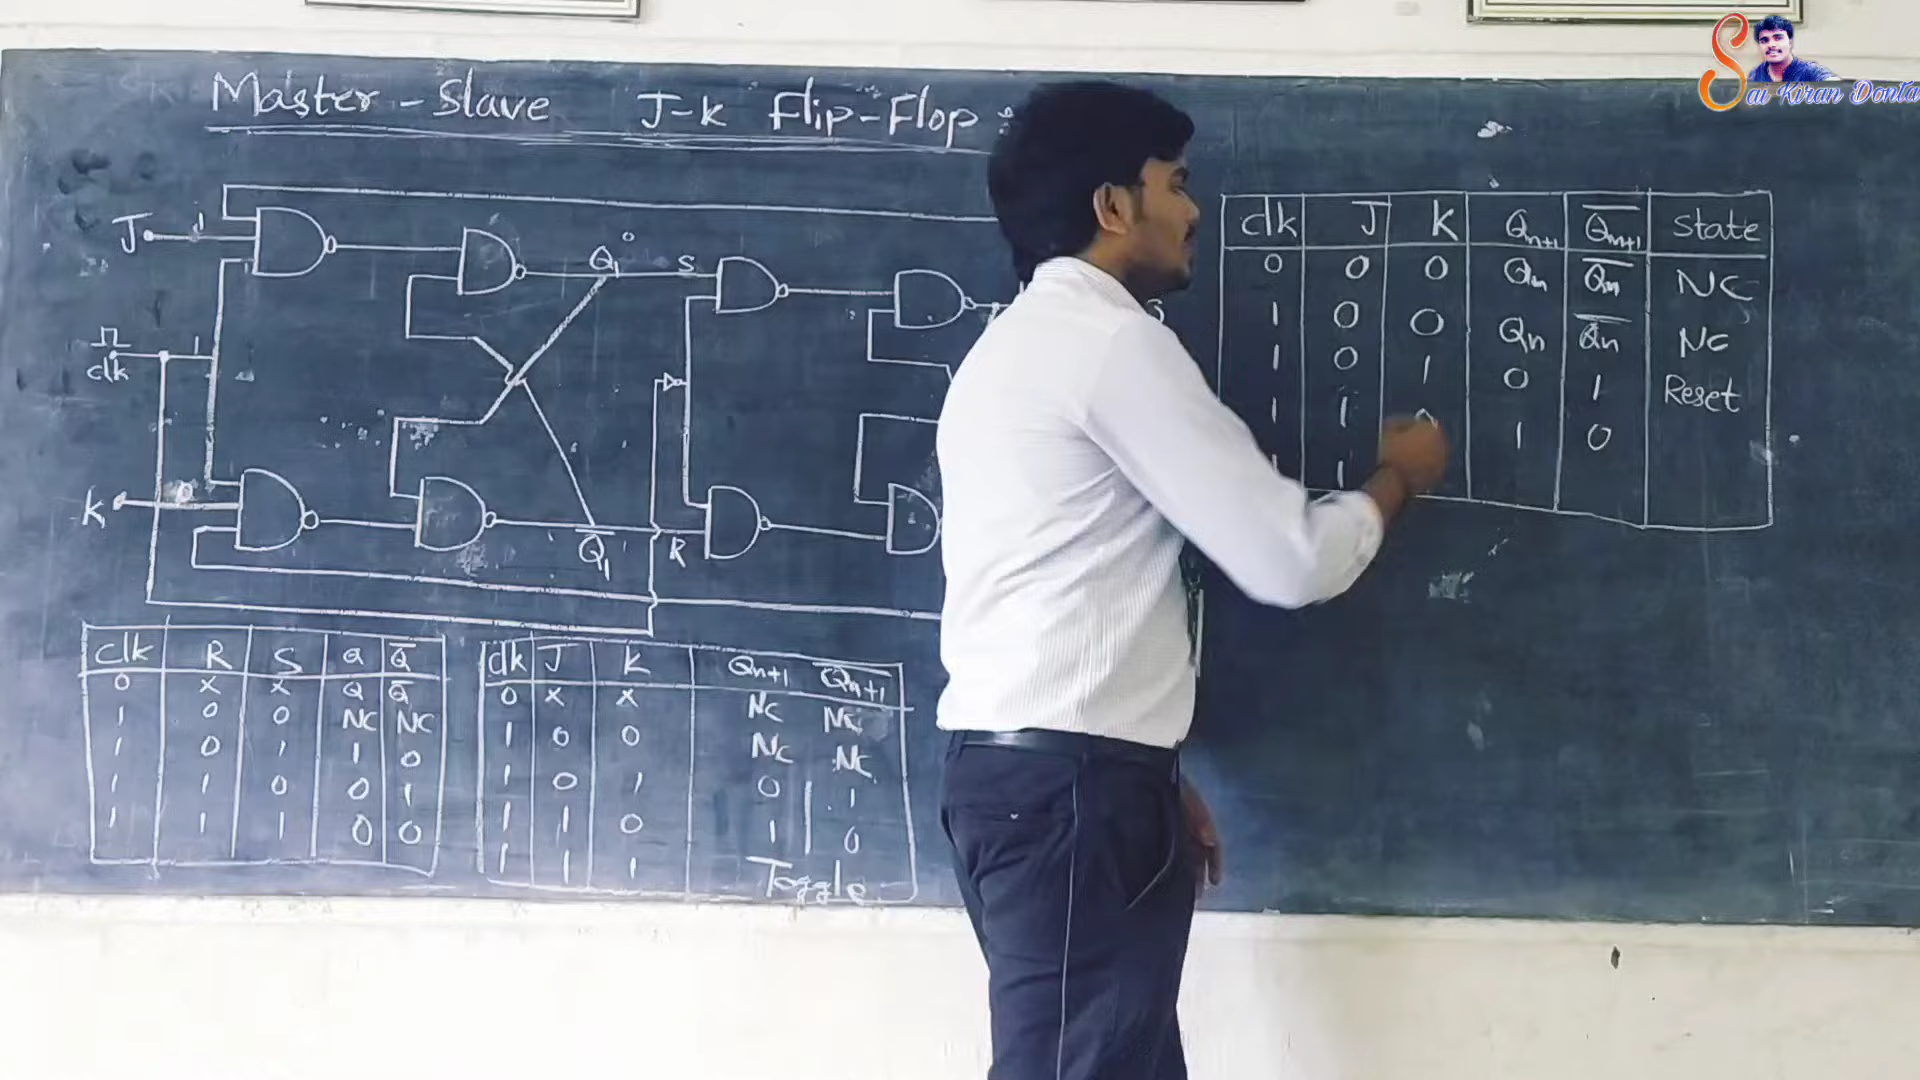 Sai Kiran Donta
Master-Slave J-K Flip-Flop :
J 1
clk 1
K
Q1 0 S
Q̅1 R
clk J K Qn+1 Q̅n+1 State
0 0 0 Qn Q̅n NC
1 0 0 Qn Q̅n NC
1 0 1 0 1 Reset
1 1 1 0
1 1
clk R S Q Q̅
0 x x Q Q̅
1 0 0 NC NC
1 0 1 1 0
1 1 0 0 1
1 1 1 0 0
clk J K Qn+1 Q̅n+1
0 x x NC NC
1 0 0 NC NC
1 0 1 0 1
1 1 0 1 0
1 1 1 Toggle